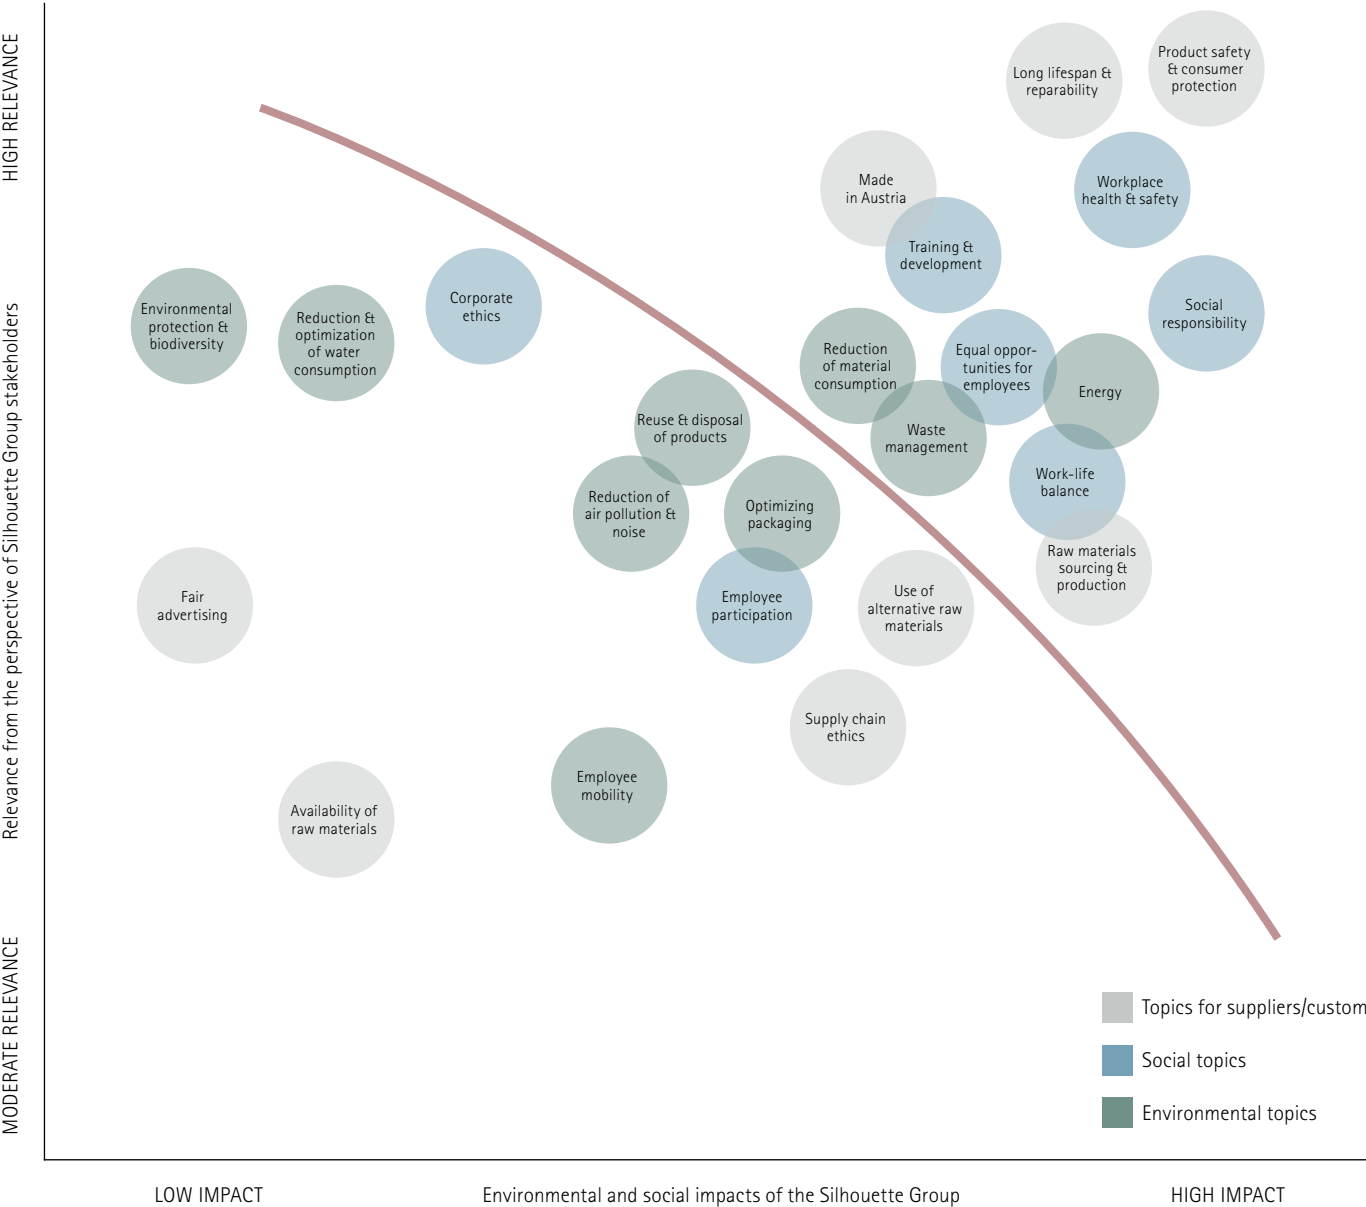 HIGH RELEVANCE
Relevance from the perspective of Silhouette Group stakeholders
MODERATE RELEVANCE
Long lifespan &
reparability
Product safety
& consumer
protection
Made
in Austria
Workplace
health & safety
Training &
development
Environmental
protection &
biodiversity
Reduction &
optimization
of water
consumption
Corporate
ethics
Social
responsibility
Reduction
of material
consumption
Equal oppor-
tunities for
employees
Energy
Reuse & disposal
of products
Waste
management
Work-life
balance
Reduction of
air pollution &
noise
Optimizing
packaging
Raw materials
sourcing &
production
Fair
advertising
Employee
participation
Use of
alternative raw
materials
Supply chain
ethics
Employee
mobility
Availability of
raw materials
Topics for suppliers/custom
Social topics
Environmental topics
LOW IMPACT
Environmental and social impacts of the Silhouette Group
HIGH IMPACT